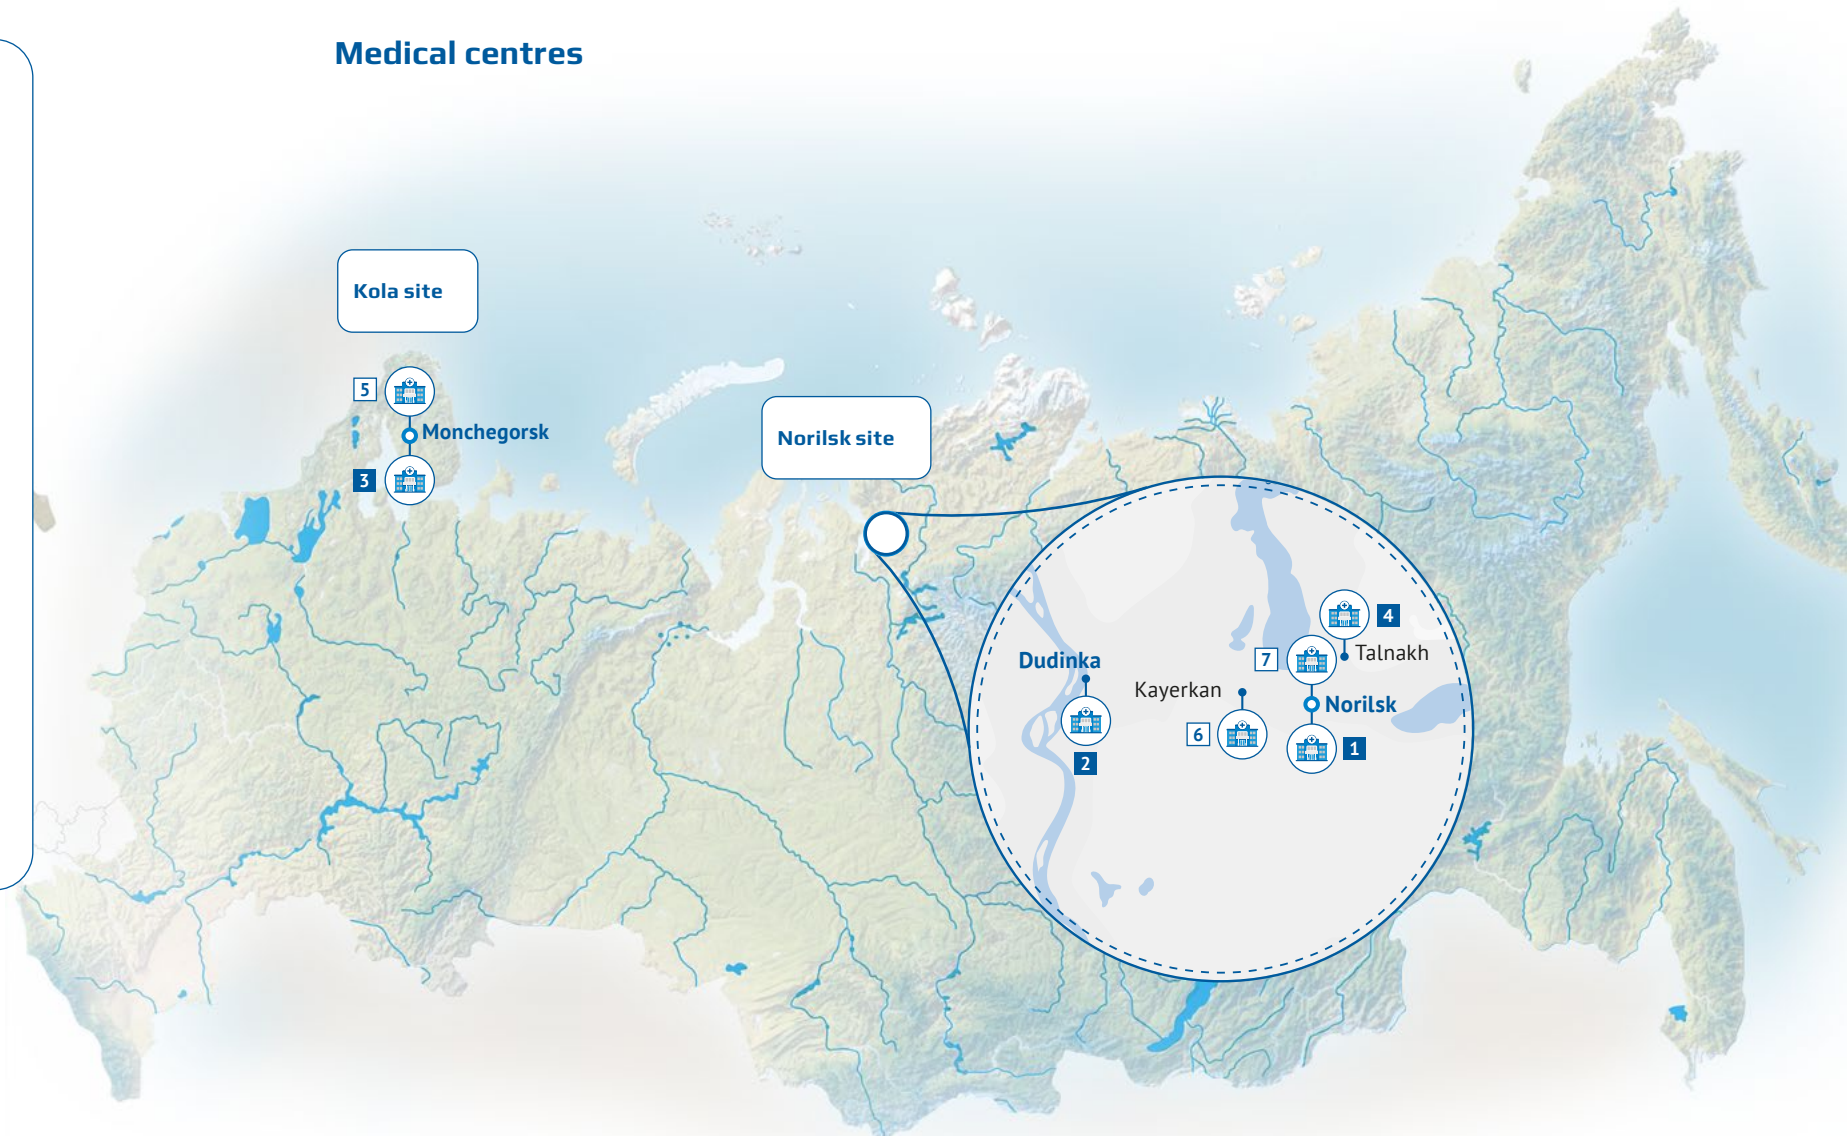 Medical centres
Kola site
5
Monchegorsk
3
Norilsk site
4
7
Talnakh
Dudinka
Kayerkan
Norilsk
6
1
2